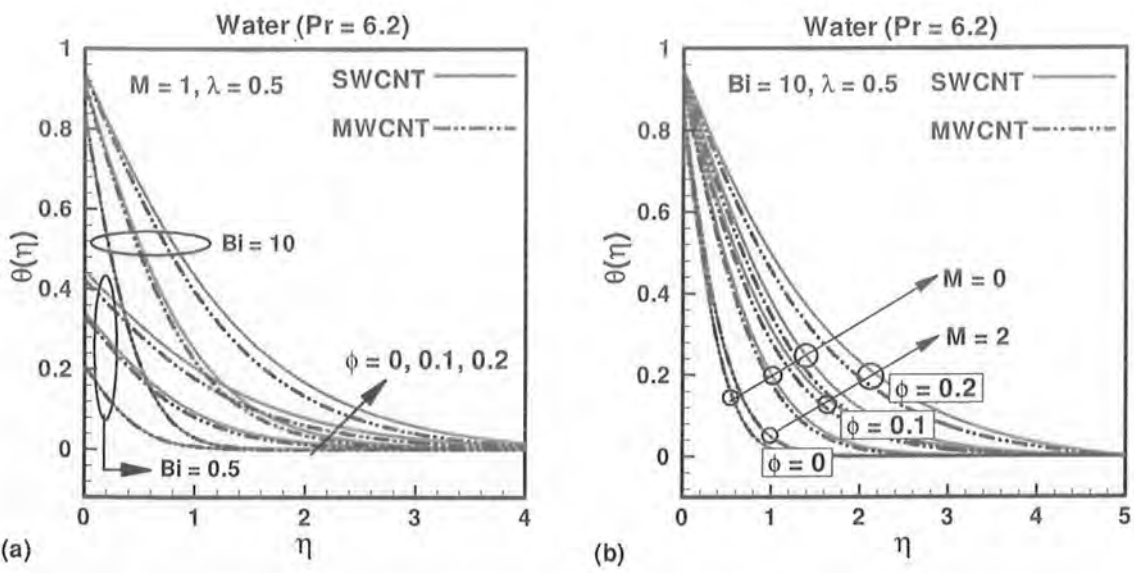 Water (Pr = 6.2)
1
M = 1, λ = 0.5
SWCNT
MWCNT
0.8
0.6
θ(η)
Bi = 10
0.4
ϕ = 0, 0.1, 0.2
0.2
0
Bi = 0.5
0 1 2 3 4
η
(a)
Water (Pr = 6.2)
1
Bi = 10, λ = 0.5
SWCNT
MWCNT
0.8
0.6
θ(η)
M = 0
0.4
M = 2
0.2
ϕ = 0.2
ϕ = 0.1
ϕ = 0
0
0 1 2 3 4 5
η
(b)